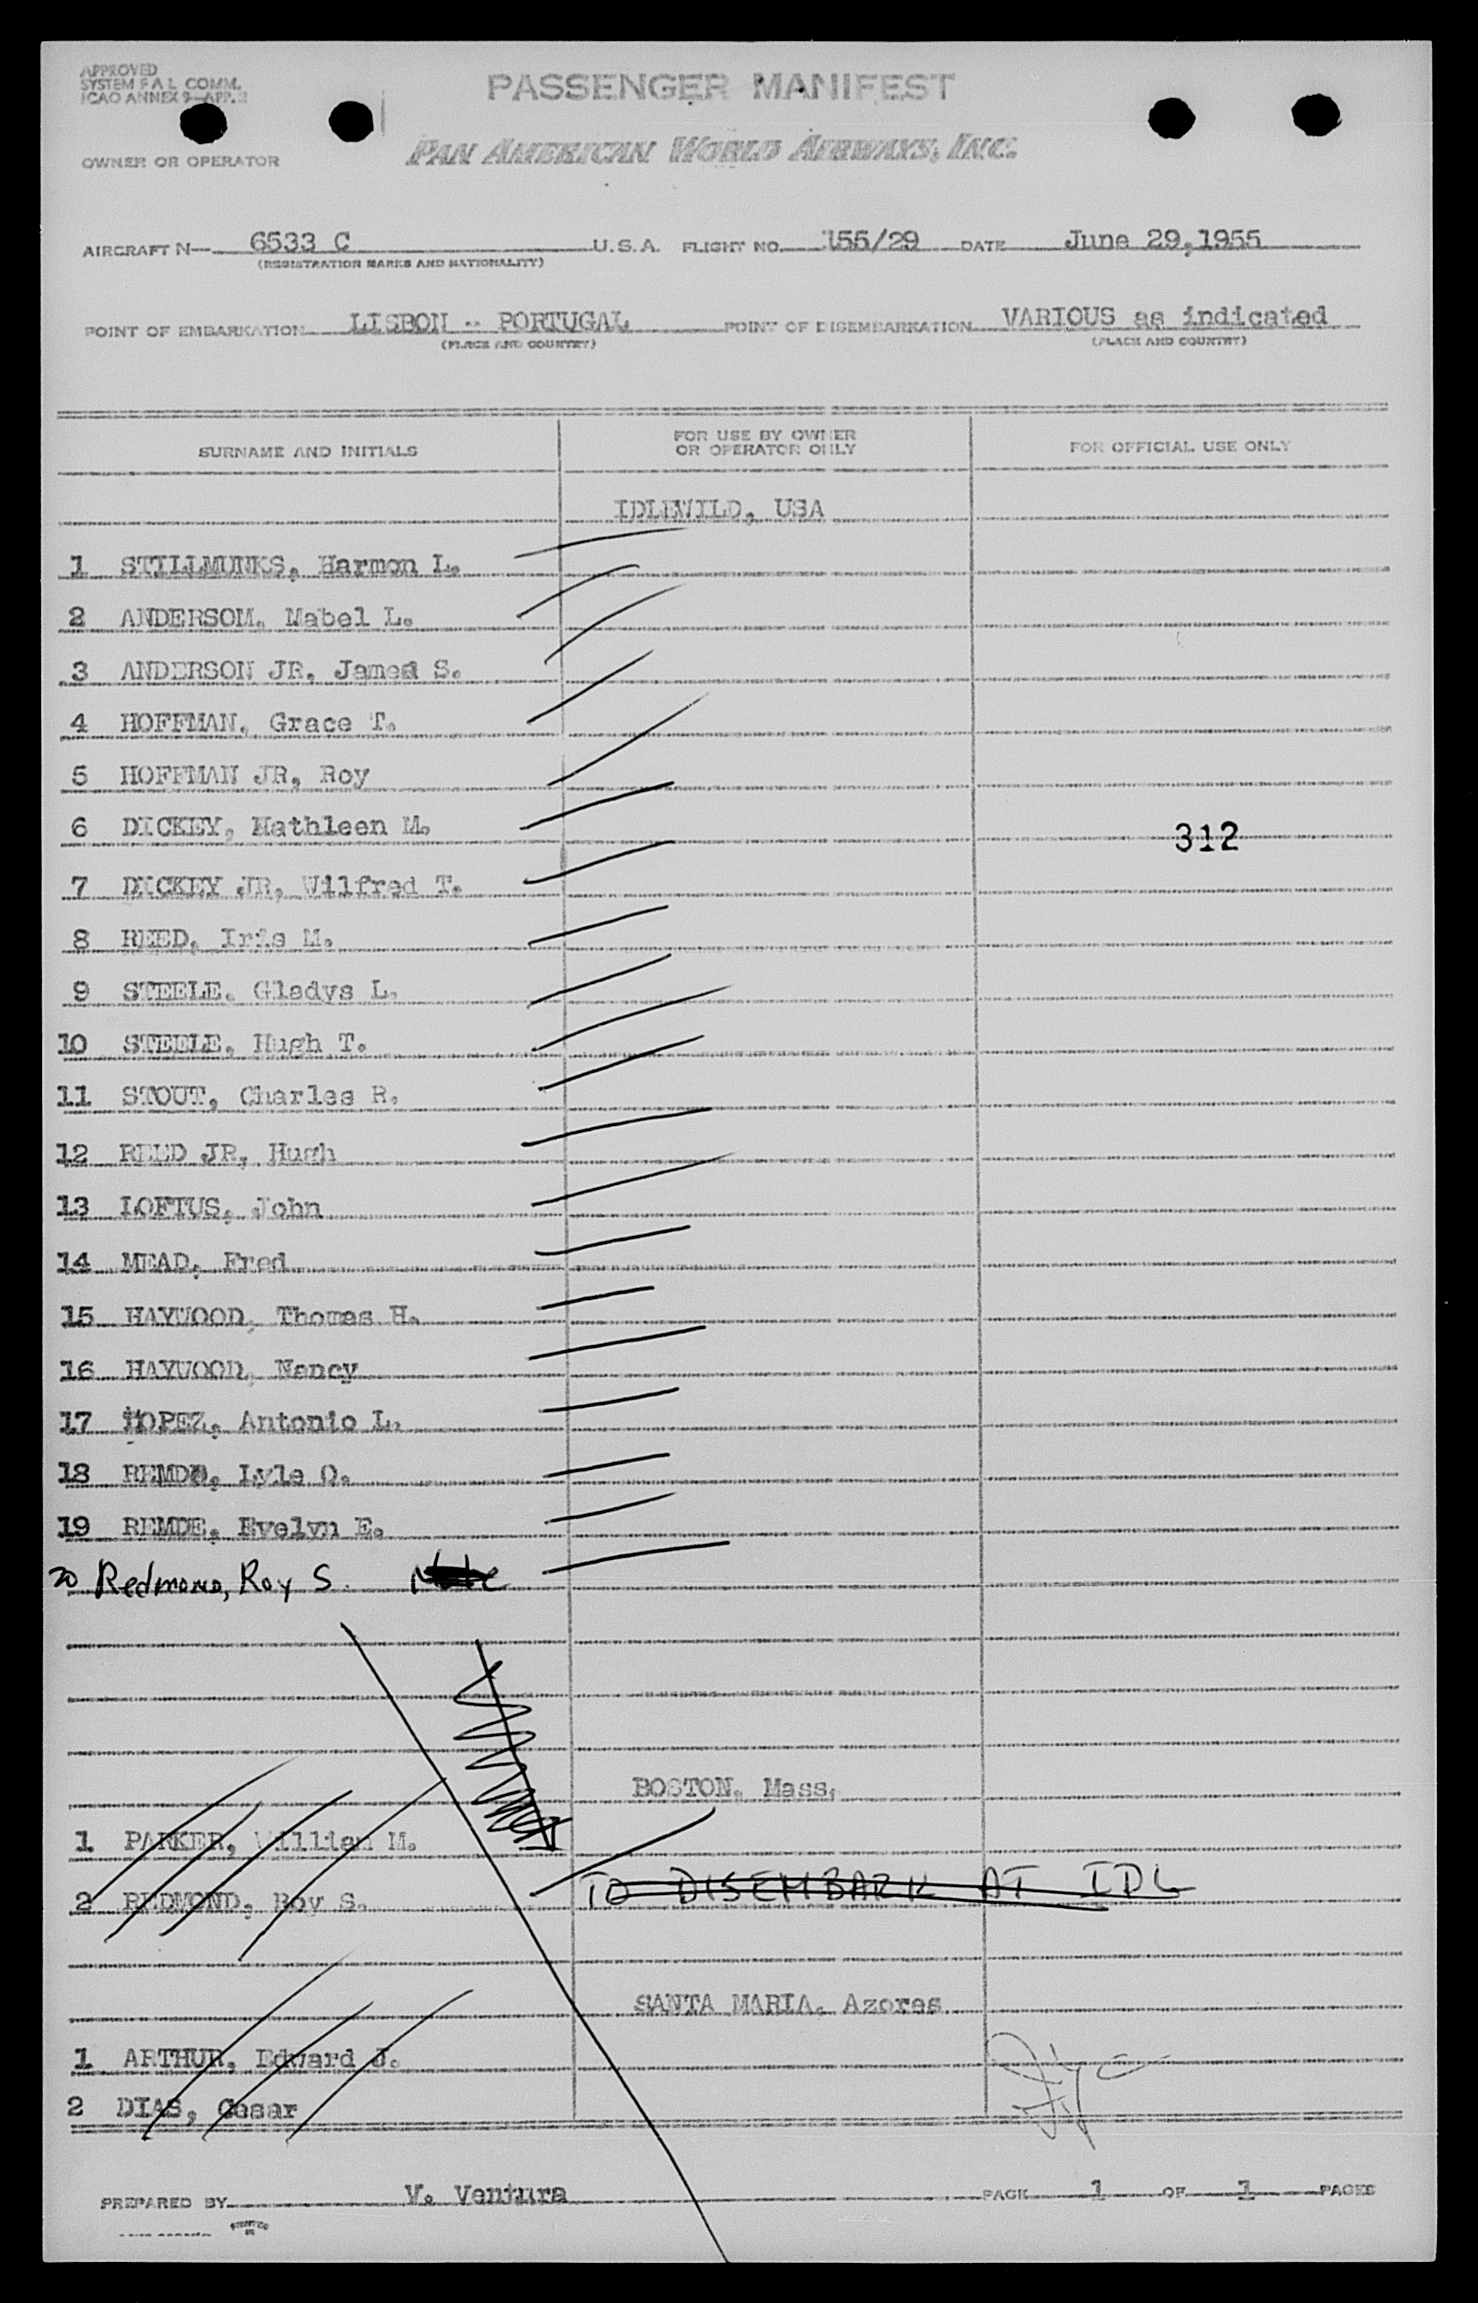 APPROVED
SYSTEM F A L COMM.
ICAO ANNEX 9-APP.
PASSENGER MANIFEST
OWNER OR OPERATOR
PAN AMERICAN WORLD AIRWAYS, INC.
AIRCRAFT N- 6533 C U.S.A. FLIGHT NO. 155/29 DATE June 29,1955
(REGISTRATION MARKS AND NATIONALITY)
POINT OF EMBARKATION LISBON - PORTUGAL POINT OF DISEMBARKATION VARIOUS as indicated
(PLACE AND COUNTRY) (PLACE AND COUNTRY)
SURNAME AND INITIALS FOR USE BY OWNER OR OPERATOR ONLY FOR OFFICIAL USE ONLY
IDLEWILD, USA
1 STILLMUNKS, Harmon L.
2 ANDERSOM, Mabel L.
3 ANDERSON JR, James S.
4 HOFFMAN, Grace T.
5 HOFFMAN JR, Roy
6 DICKEY, Mathleen M. 312
7 DICKEY JR, Wilfred T.
8 REED, Iris M.
9 STEELE, Gladys L.
10 STEELE, Hugh T.
11 STOUT, Charles R.
12 REED JR, Hugh
13 LOFTUS, John
14 MEAD, Fred
15 HAYWOOD, Thomas H.
16 HAYWOOD, Nancy
17 LOPEZ, Antonio L.
18 REMDE, Lyle O.
19 REMDE, Evelyn E.
20 Redmond, Roy S.
BOSTON, Mass.
1 PARKER, William M.
2 REDMOND, Roy S. TO DISEMBARK AT IDL
SANTA MARIA, Azores
1 ARTHUR, Edward J.
2 DIAS, Cesar
PREPARED BY V. Ventura PAGE 1 OF 1 PAGES